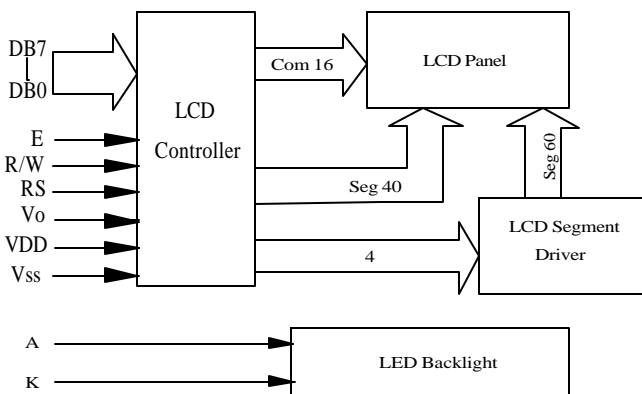 DB7
DB0
E
R/W
RS
Vo
VDD
Vss
LCD
Controller
Com 16
LCD Panel
Seg 40
Seg 60
4
LCD Segment
Driver
A
K
LED Backlight